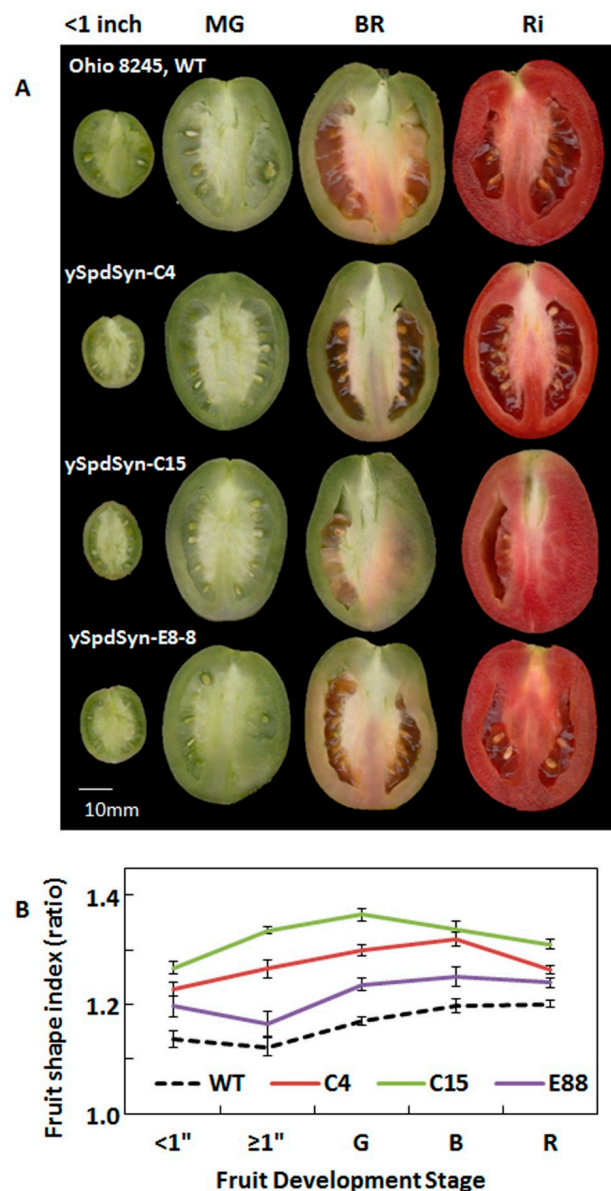 <1 inch MG BR Ri
A
Ohio 8245, WT
ySpdSyn-C4
ySpdSyn-C15
ySpdSyn-E8-8
10mm
B
Fruit shape index (ratio)
1.4
1.2
1.0
WT C4 C15 E88
<1" ≥1" G B R
Fruit Development Stage